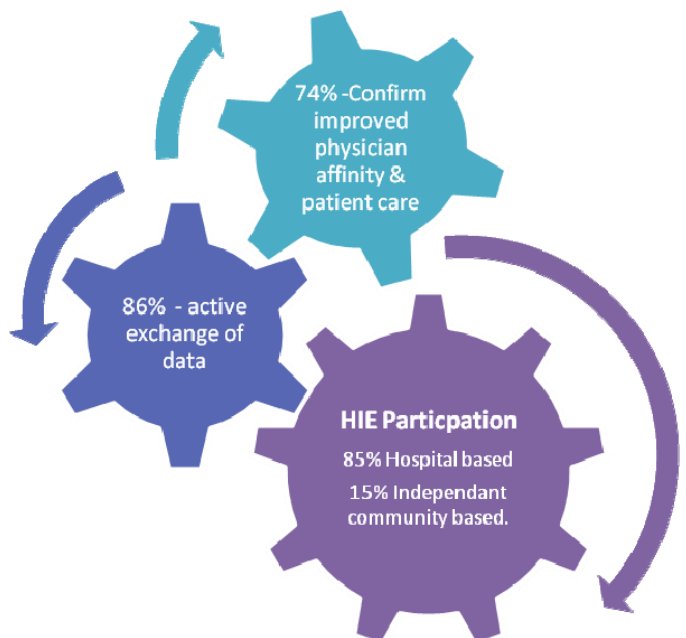 74% -Confirm
improved
physician
affinity &
patient care
86% - active
exchange of
data
HIE Particpation
85% Hospital based
15% Independant
community based.